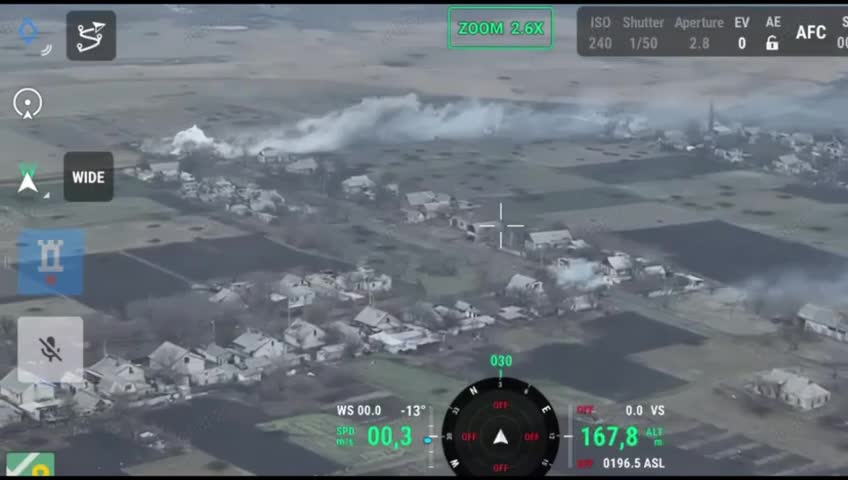 ZOOM 2.6X
ISO Shutter Aperture EV AE
240 1/50 2.8 0
AFC
W
WIDE
030
WS 00.0 -13°
SPD m/s 00,3
N
E
W
OFF
OFF OFF
OFF
OFF 0.0 VS
167,8 ALT m
0196.5 ASL